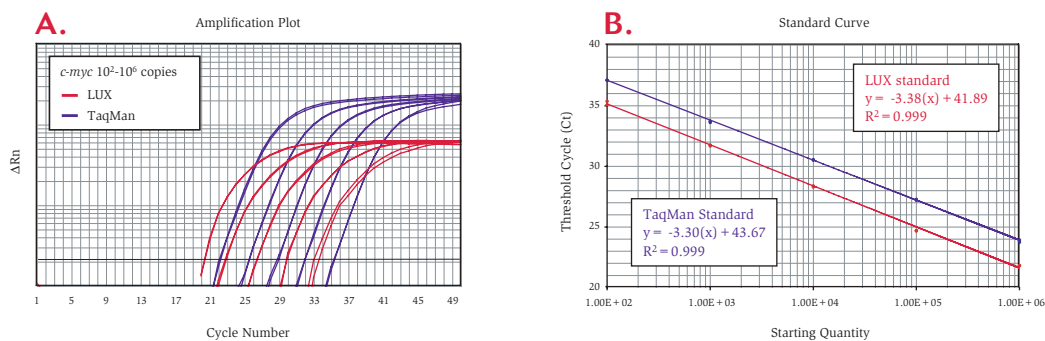 A.
Amplification Plot
c-myc 10²-10⁶ copies
LUX
TaqMan
ΔRn
1 5 9 13 17 21 25 29 33 37 41 45 49
Cycle Number
B.
Standard Curve
40
35
30
25
20
Threshold Cycle (Ct)
LUX standard
y = -3.38(x) + 41.89
R² = 0.999
TaqMan Standard
y = -3.30(x) + 43.67
R² = 0.999
1.00E + 02 1.00E + 03 1.00E + 04 1.00E + 05 1.00E + 06
Starting Quantity